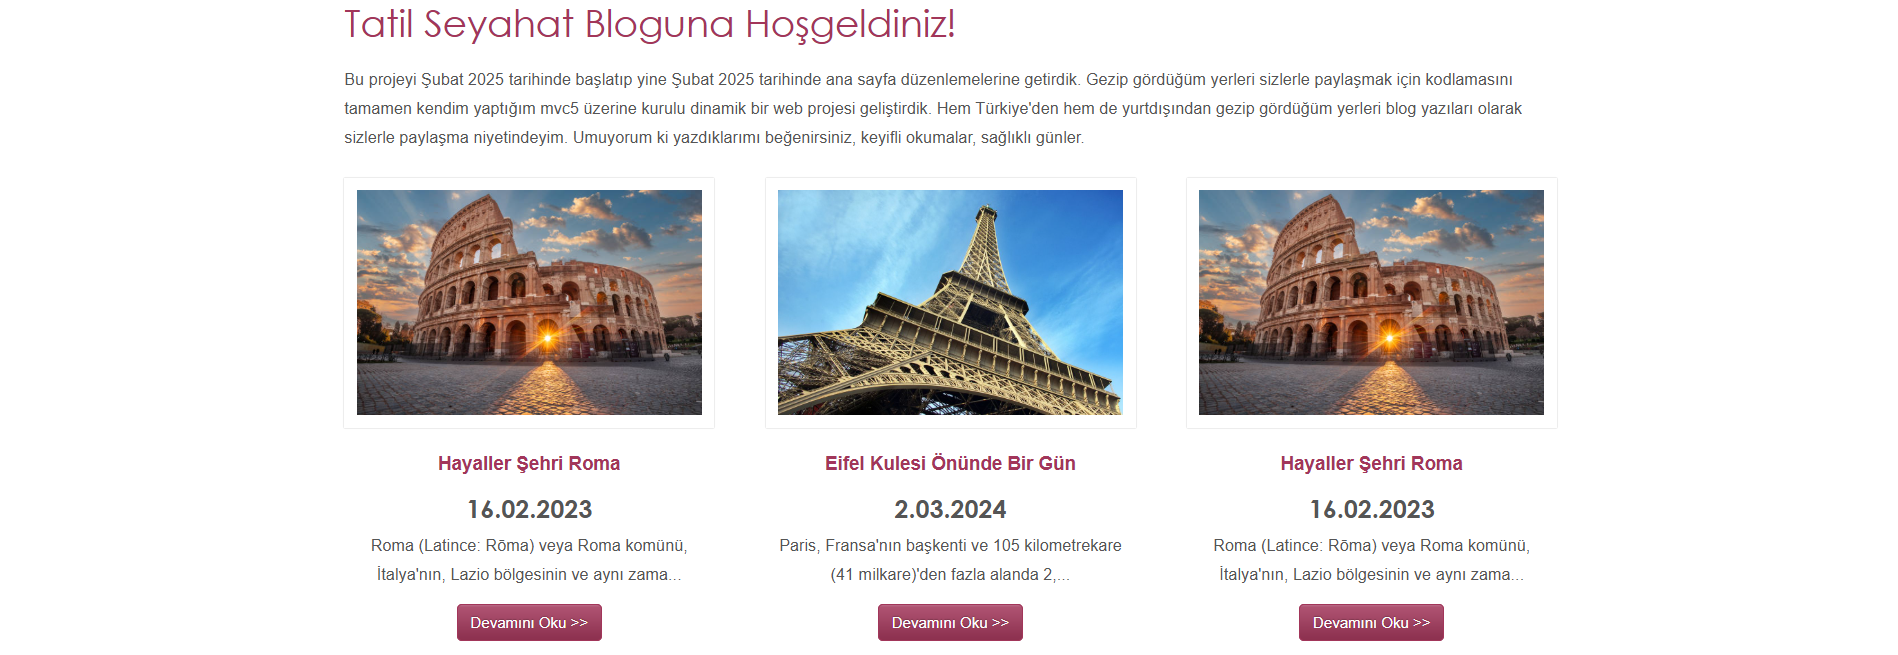 Tatil Seyahat Bloguna Hoşgeldiniz!
Bu projeyi Şubat 2025 tarihinde başlatıp yine Şubat 2025 tarihinde ana sayfa düzenlemelerine getirdik. Gezip gördüğüm yerleri sizlerle paylaşmak için kodlamasını
tamamen kendim yaptığım mvc5 üzerine kurulu dinamik bir web projesi geliştirdik. Hem Türkiye'den hem de yurtdışından gezip gördüğüm yerleri blog yazıları olarak
sizlerle paylaşma niyetindeyim. Umuyorum ki yazdıklarımı beğenirsiniz, keyifli okumalar, sağlıklı günler.
Hayaller Şehri Roma
16.02.2023
Roma (Latince: Rōma) veya Roma komünü,
İtalya'nın, Lazio bölgesinin ve aynı zama...
Devamını Oku >>
Eifel Kulesi Önünde Bir Gün
2.03.2024
Paris, Fransa'nın başkenti ve 105 kilometrekare
(41 milkare)'den fazla alanda 2,...
Devamını Oku >>
Hayaller Şehri Roma
16.02.2023
Roma (Latince: Rōma) veya Roma komünü,
İtalya'nın, Lazio bölgesinin ve aynı zama...
Devamını Oku >>